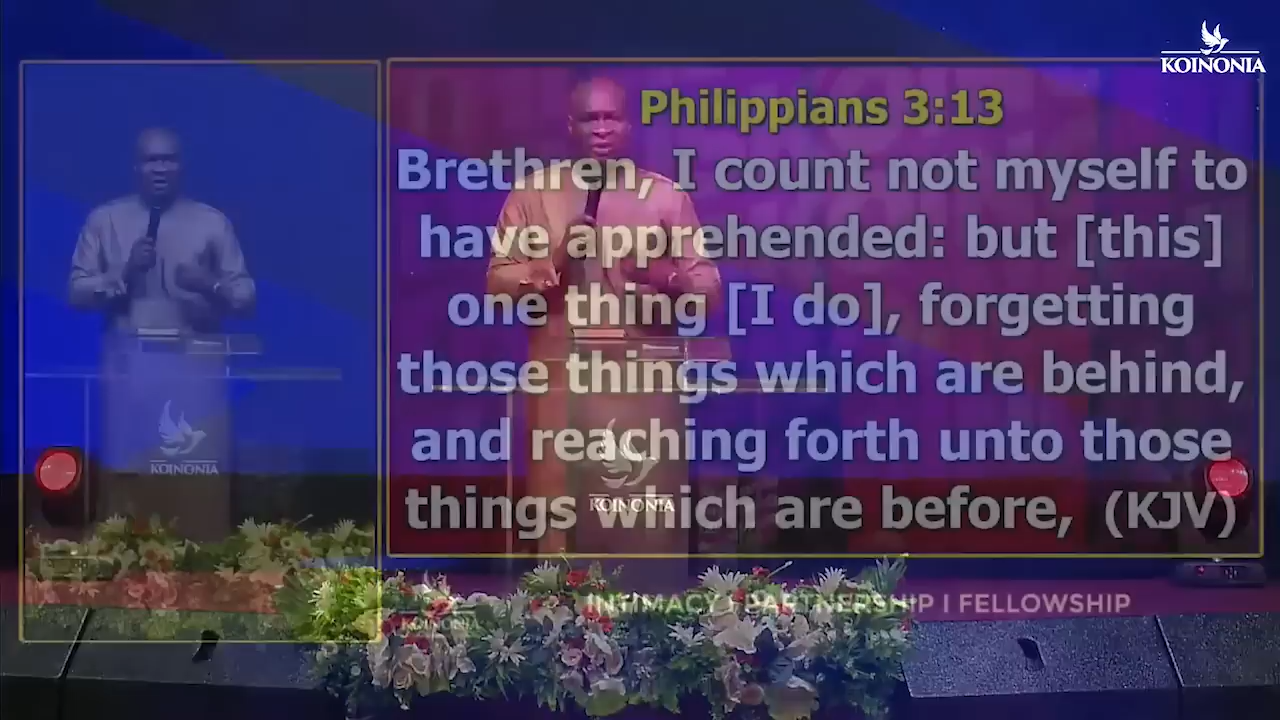 KOINONIA
Philippians 3:13
Brethren, I count not myself to
have apprehended: but [this]
one thing [I do], forgetting
those things which are behind,
and reaching forth unto those
things which are before, (KJV)
KOINONIA
KOINONIA
KOINONIA
INTIMACY I PARTNERSHIP I FELLOWSHIP